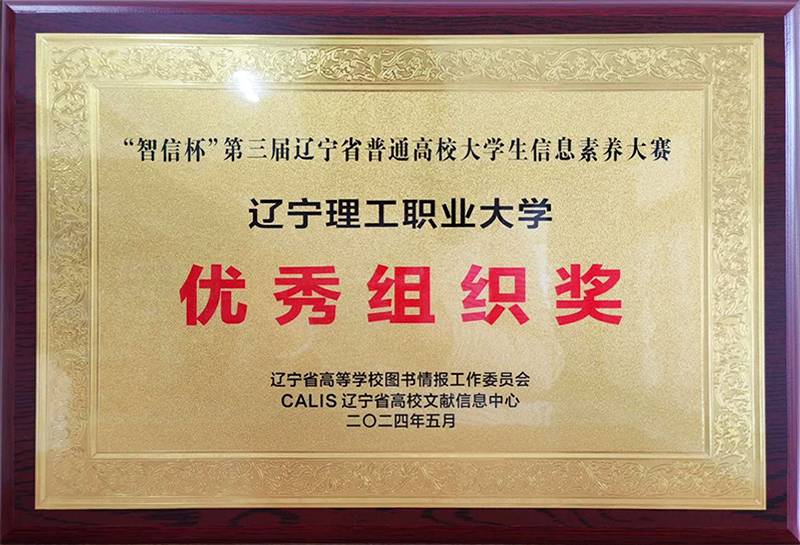 “智信杯”第三届辽宁省普通高校大学生信息素养大赛
辽宁理工职业大学
优秀组织奖
辽宁省高等学校图书情报工作委员会
CALIS 辽宁省高校文献信息中心
二〇二四年五月